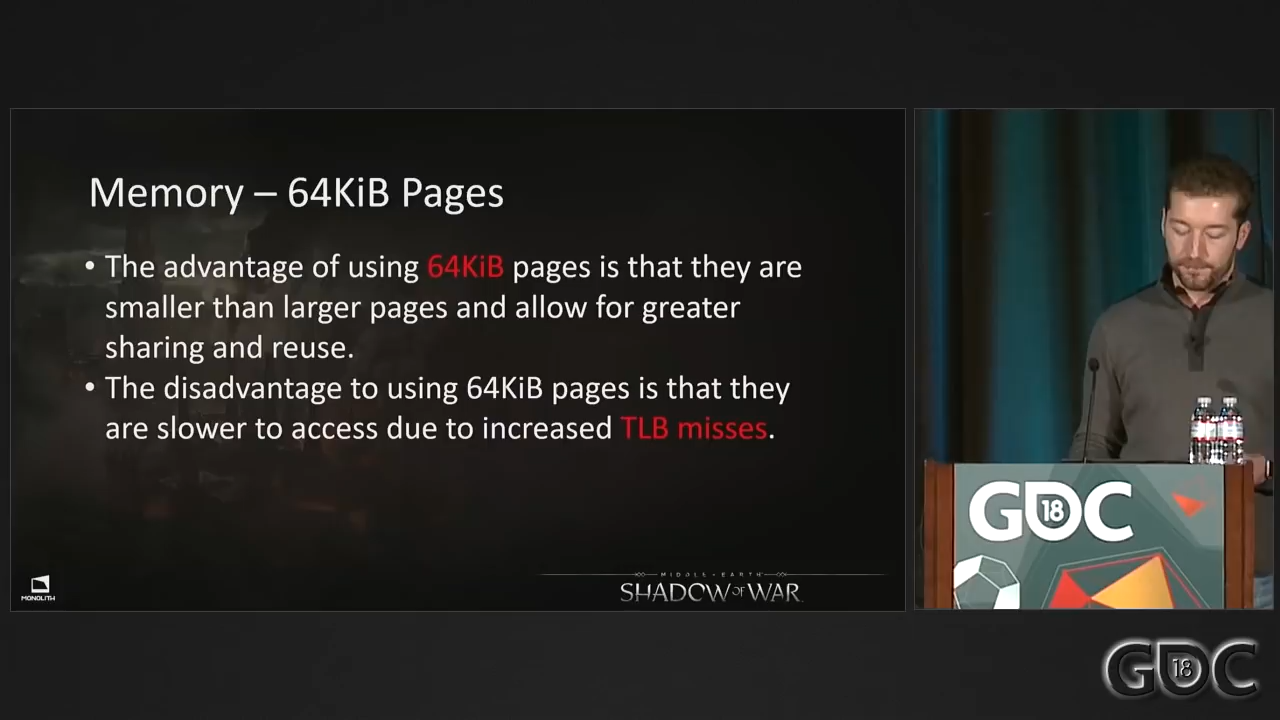 Memory – 64KiB Pages
• The advantage of using 64KiB pages is that they are
smaller than larger pages and allow for greater
sharing and reuse.
• The disadvantage to using 64KiB pages is that they
are slower to access due to increased TLB misses.
MONOLITH
MIDDLE-EARTH
SHADOW OF WAR
GDC 18
GDC 18